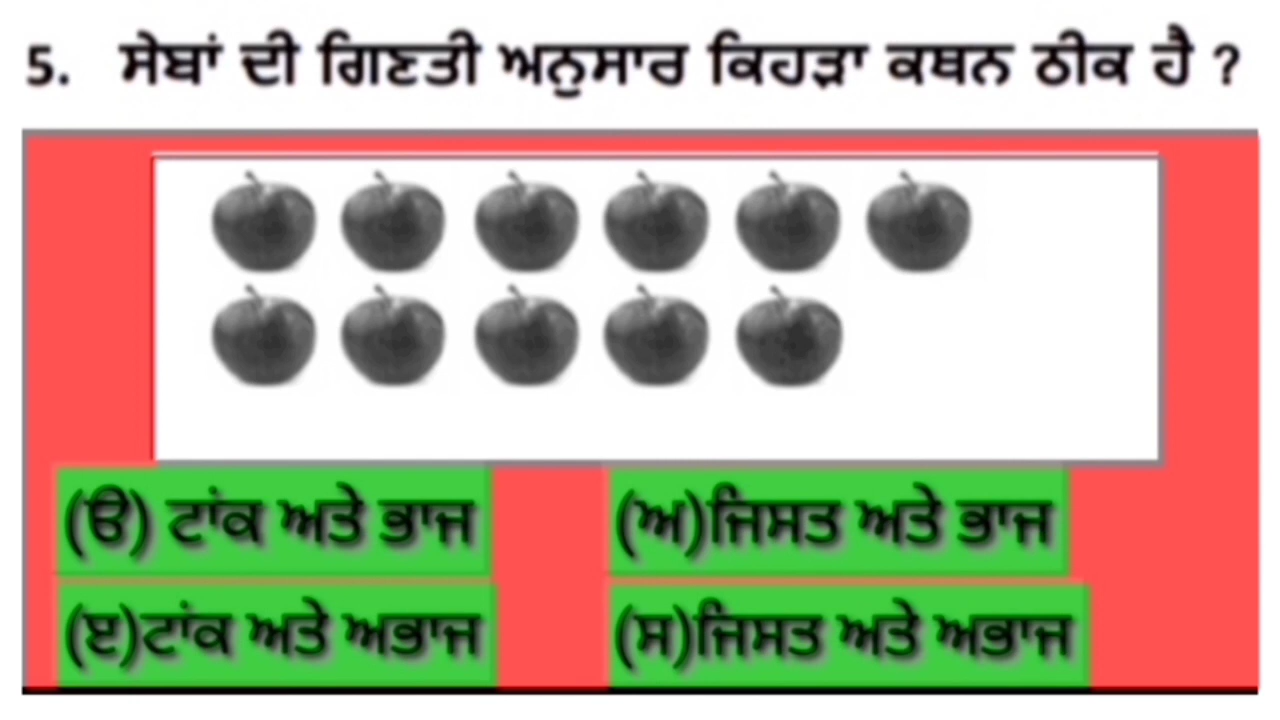 5. ਸੇਬਾਂ ਦੀ ਗਿਣਤੀ ਅਨੁਸਾਰ ਕਿਹੜਾ ਕਥਨ ਠੀਕ ਹੈ ?
(ੳ) ਟਾਂਕ ਅਤੇ ਭਾਜ (ਅ)ਜਿਸਤ ਅਤੇ ਭਾਜ
(ੲ)ਟਾਂਕ ਅਤੇ ਅਭਾਜ (ਸ)ਜਿਸਤ ਅਤੇ ਅਭਾਜ